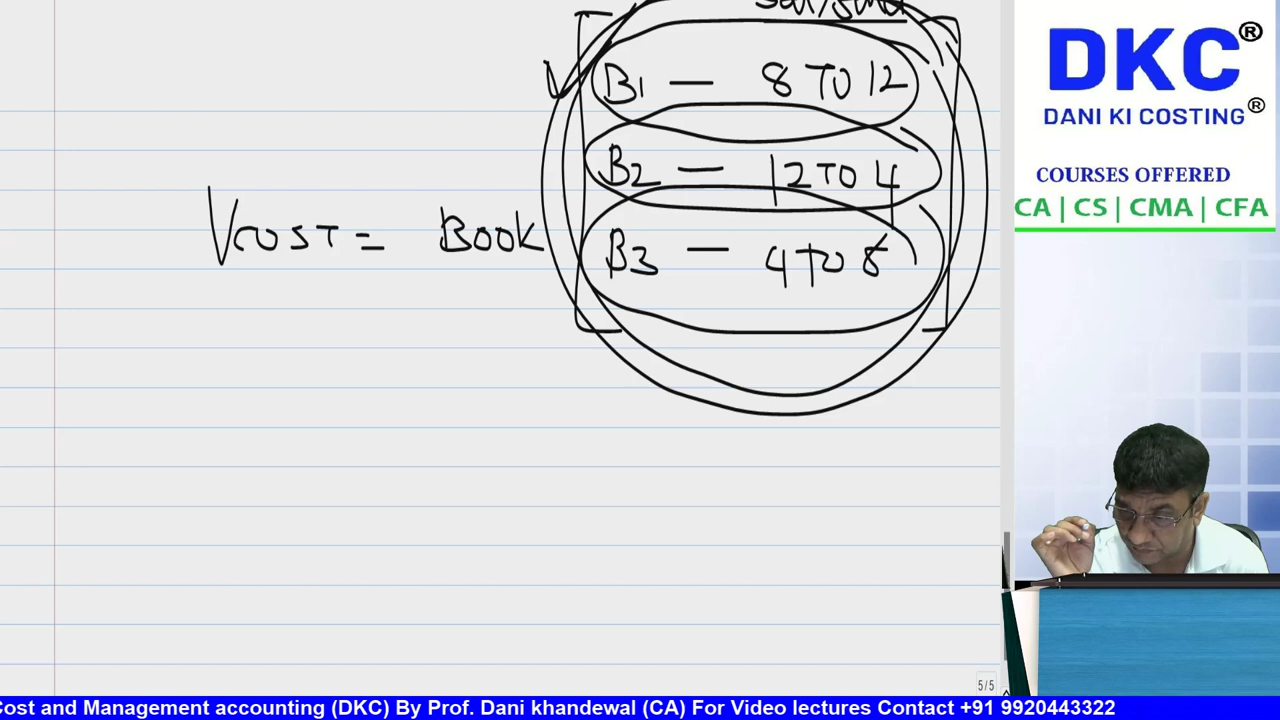 B1 — 8 TO 12
B2 — 12 TO 4
B3 — 4 TO 8
VCOST = BOOK
5/5
DKC®
DANI KI COSTING®
COURSES OFFERED
CA | CS | CMA | CFA
Cost and Management accounting (DKC) By Prof. Dani khandewal (CA) For Video lectures Contact +91 9920443322